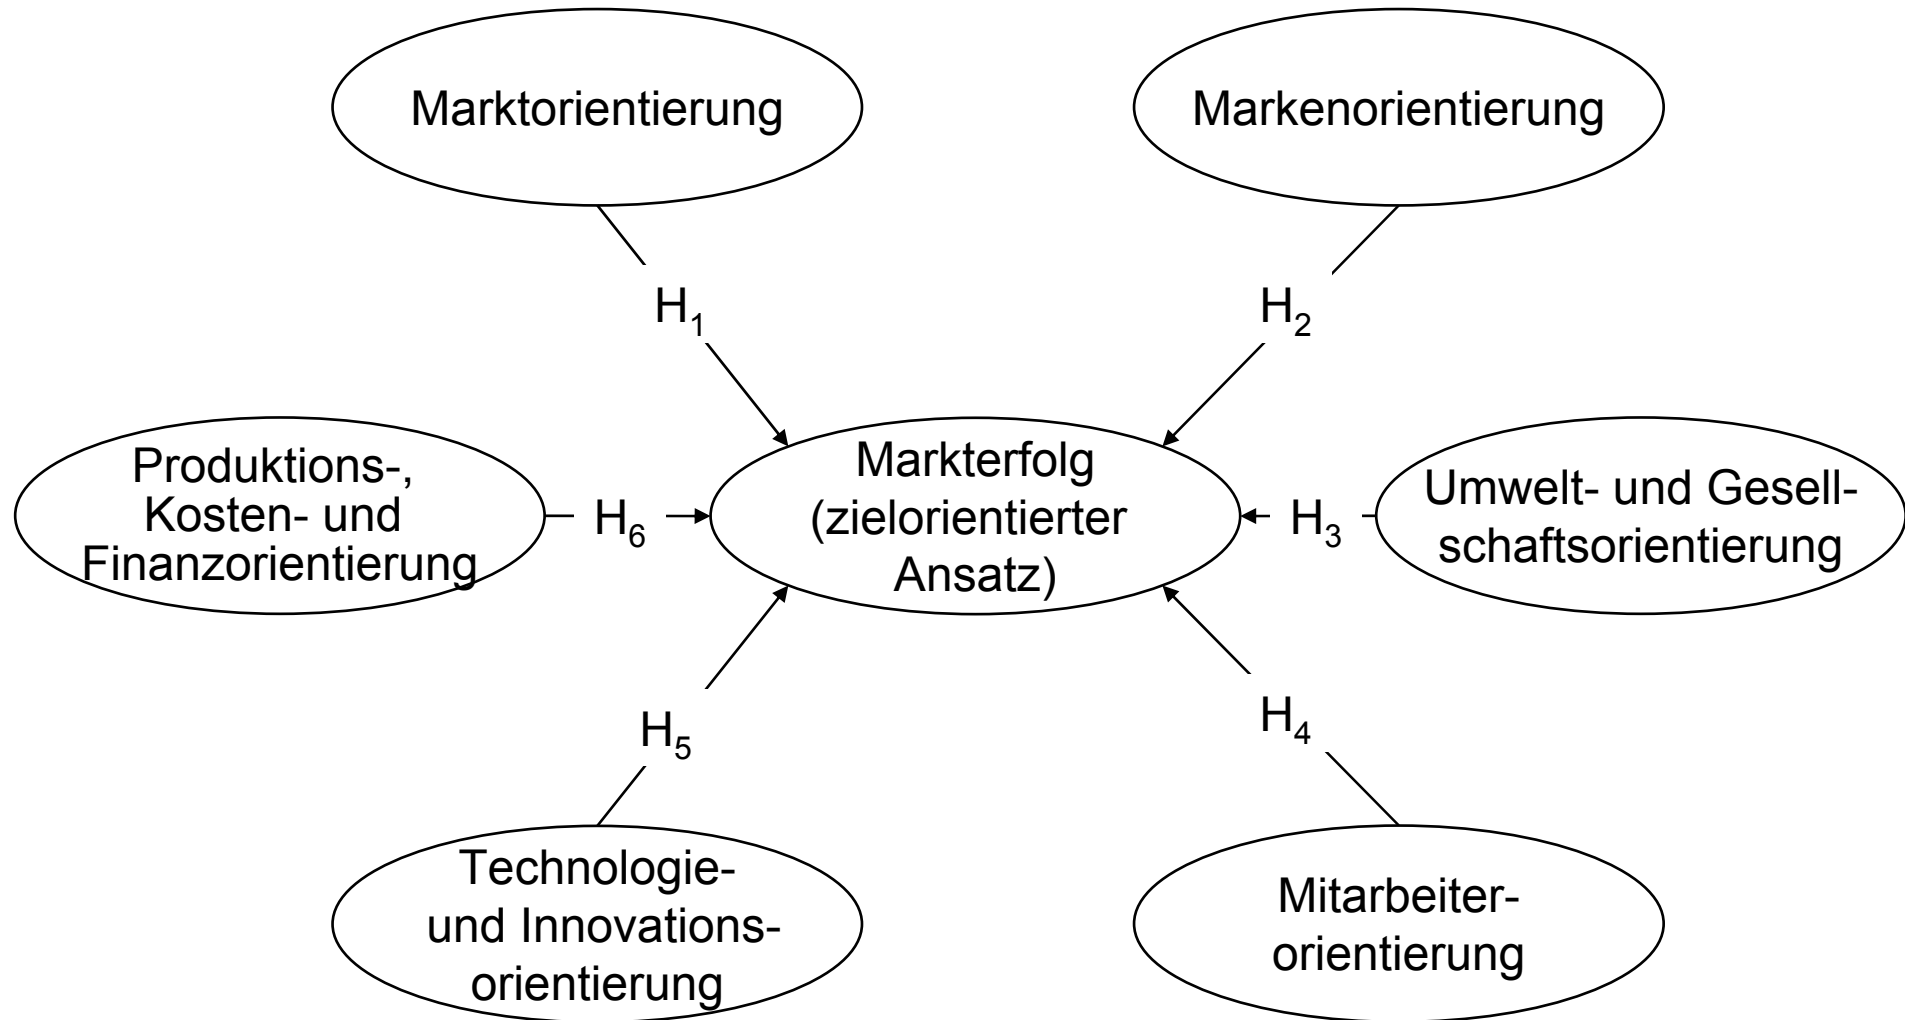 Marktorientierung
Markenorientierung
H₁
H₂
Produktions-,
Kosten- und
Finanzorientierung
H₆
Markterfolg
(zielorientierter
Ansatz)
H₃
Umwelt- und Gesell-
schaftsorientierung
H₅
H₄
Technologie-
und Innovations-
orientierung
Mitarbeiter-
orientierung